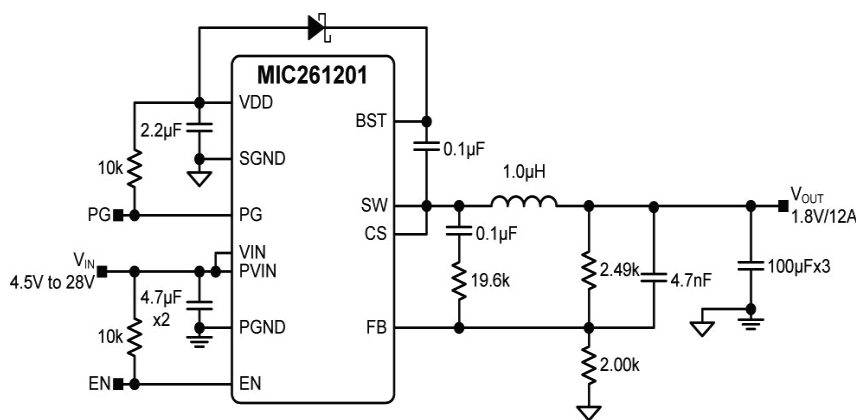 MIC261201
VDD
BST
2.2µF
SGND
0.1µF
10k
1.0µH
PG
PG
SW
VOUT
1.8V/12A
CS
0.1µF
VIN
VIN
4.5V to 28V
PVIN
2.49k
4.7nF
100µFx3
19.6k
4.7µF
x2
PGND
FB
10k
2.00k
EN
EN